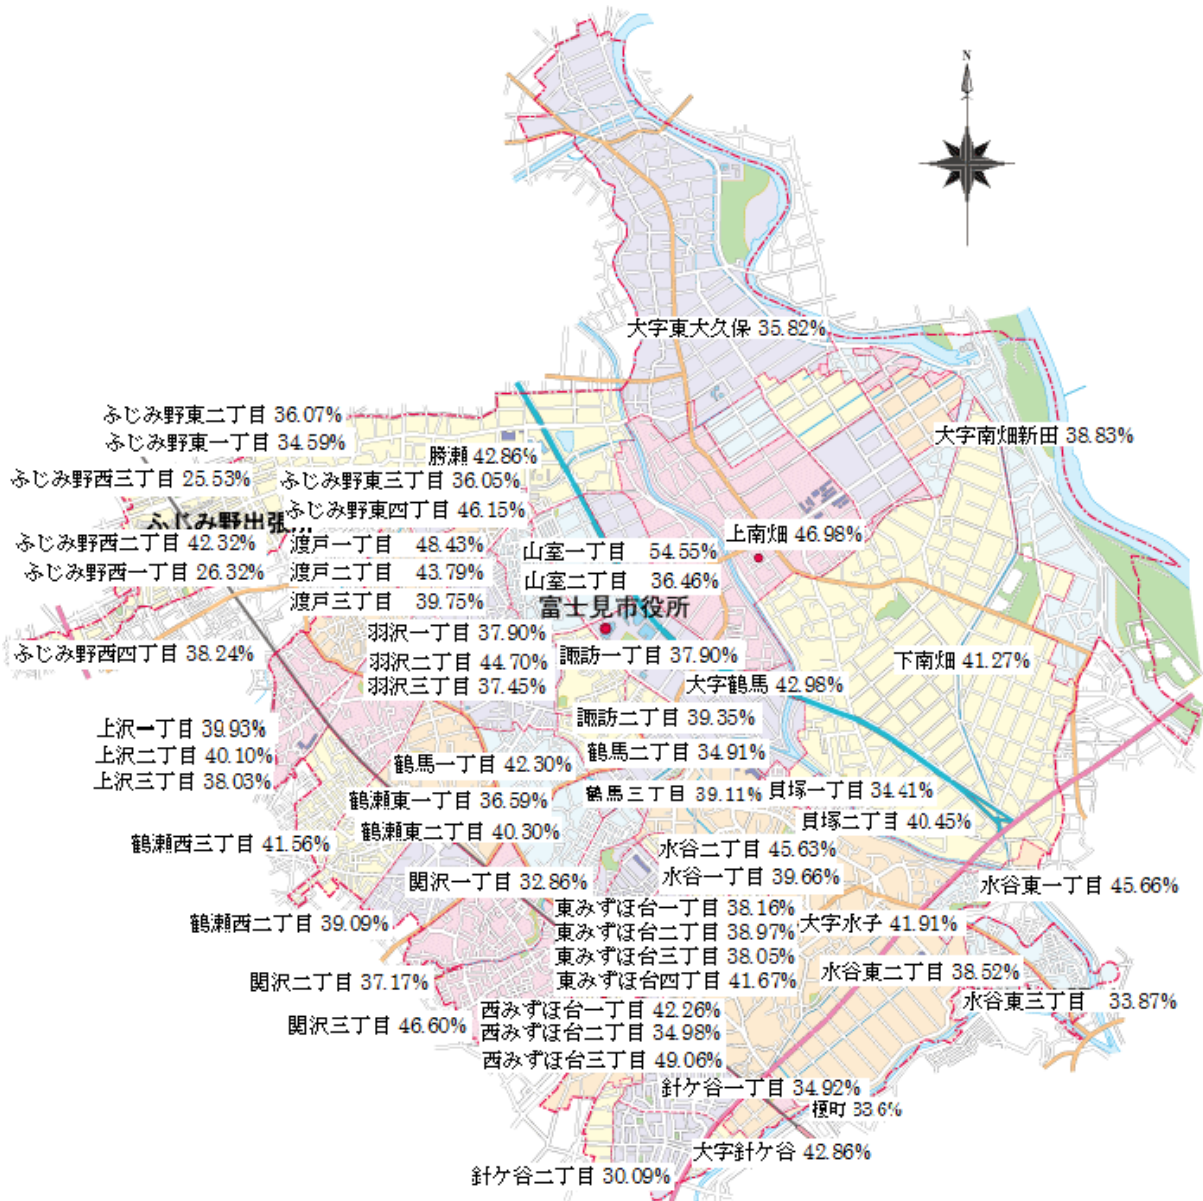 N
大字東大久保 35.82%
ふじみ野東二丁目 36.07%
ふじみ野東一丁目 34.59%
大字南畑新田 38.83%
勝瀬 42.86%
ふじみ野西三丁目 25.53%
ふじみ野東三丁目 36.05%
ふじみ野東四丁目 46.15%
ふじみ野出張所
上南畑 46.98%
ふじみ野西二丁目 42.32%
渡戸一丁目 48.43%
山室一丁目 54.55%
ふじみ野西一丁目 26.32%
渡戸二丁目 43.79%
山室二丁目 36.46%
渡戸三丁目 39.75%
富士見市役所
羽沢一丁目 37.90%
ふじみ野西四丁目 38.24%
羽沢二丁目 44.70%
諏訪一丁目 37.90%
下南畑 41.27%
羽沢三丁目 37.45%
大字鶴馬 42.98%
諏訪二丁目 39.35%
上沢一丁目 39.93%
上沢二丁目 40.10%
鶴馬二丁目 34.91%
鶴馬一丁目 42.30%
上沢三丁目 38.03%
鶴馬三丁目 39.11%
貝塚一丁目 34.41%
鶴瀬東一丁目 36.59%
貝塚二丁目 40.45%
鶴瀬東二丁目 40.30%
鶴瀬西三丁目 41.56%
水谷二丁目 45.63%
水谷一丁目 39.66%
関沢一丁目 32.86%
水谷東一丁目 45.66%
東みずほ台一丁目 38.16%
鶴瀬西二丁目 39.09%
大字水子 41.91%
東みずほ台二丁目 38.97%
東みずほ台三丁目 38.05%
水谷東二丁目 38.52%
関沢二丁目 37.17%
東みずほ台四丁目 41.67%
水谷東三丁目 33.87%
西みずほ台一丁目 42.26%
関沢三丁目 46.60%
西みずほ台二丁目 34.98%
西みずほ台三丁目 49.06%
針ケ谷一丁目 34.92%
榎町 33.6%
大字針ケ谷 42.86%
針ケ谷二丁目 30.09%